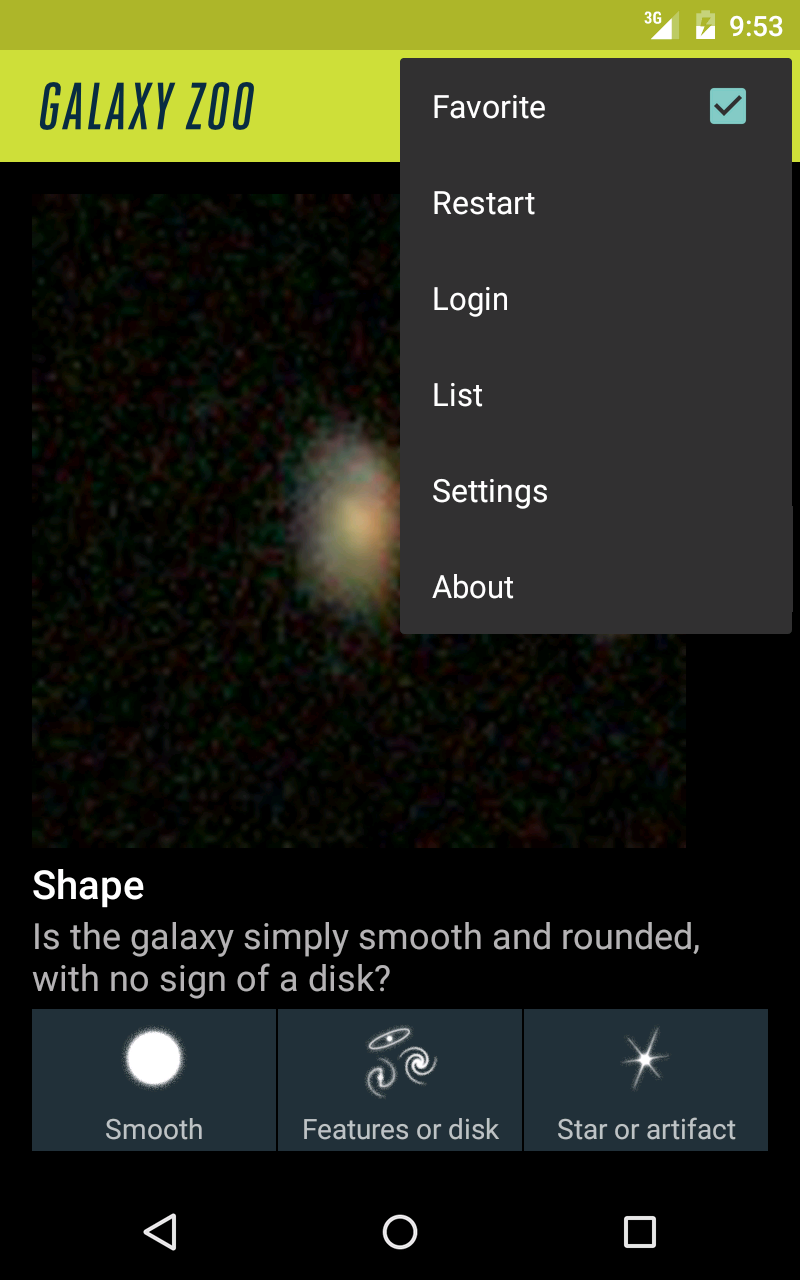 3G 9:53
GALAXY ZOO
Favorite
Restart
Login
List
Settings
About
Shape
Is the galaxy simply smooth and rounded,
with no sign of a disk?
Smooth
Features or disk
Star or artifact